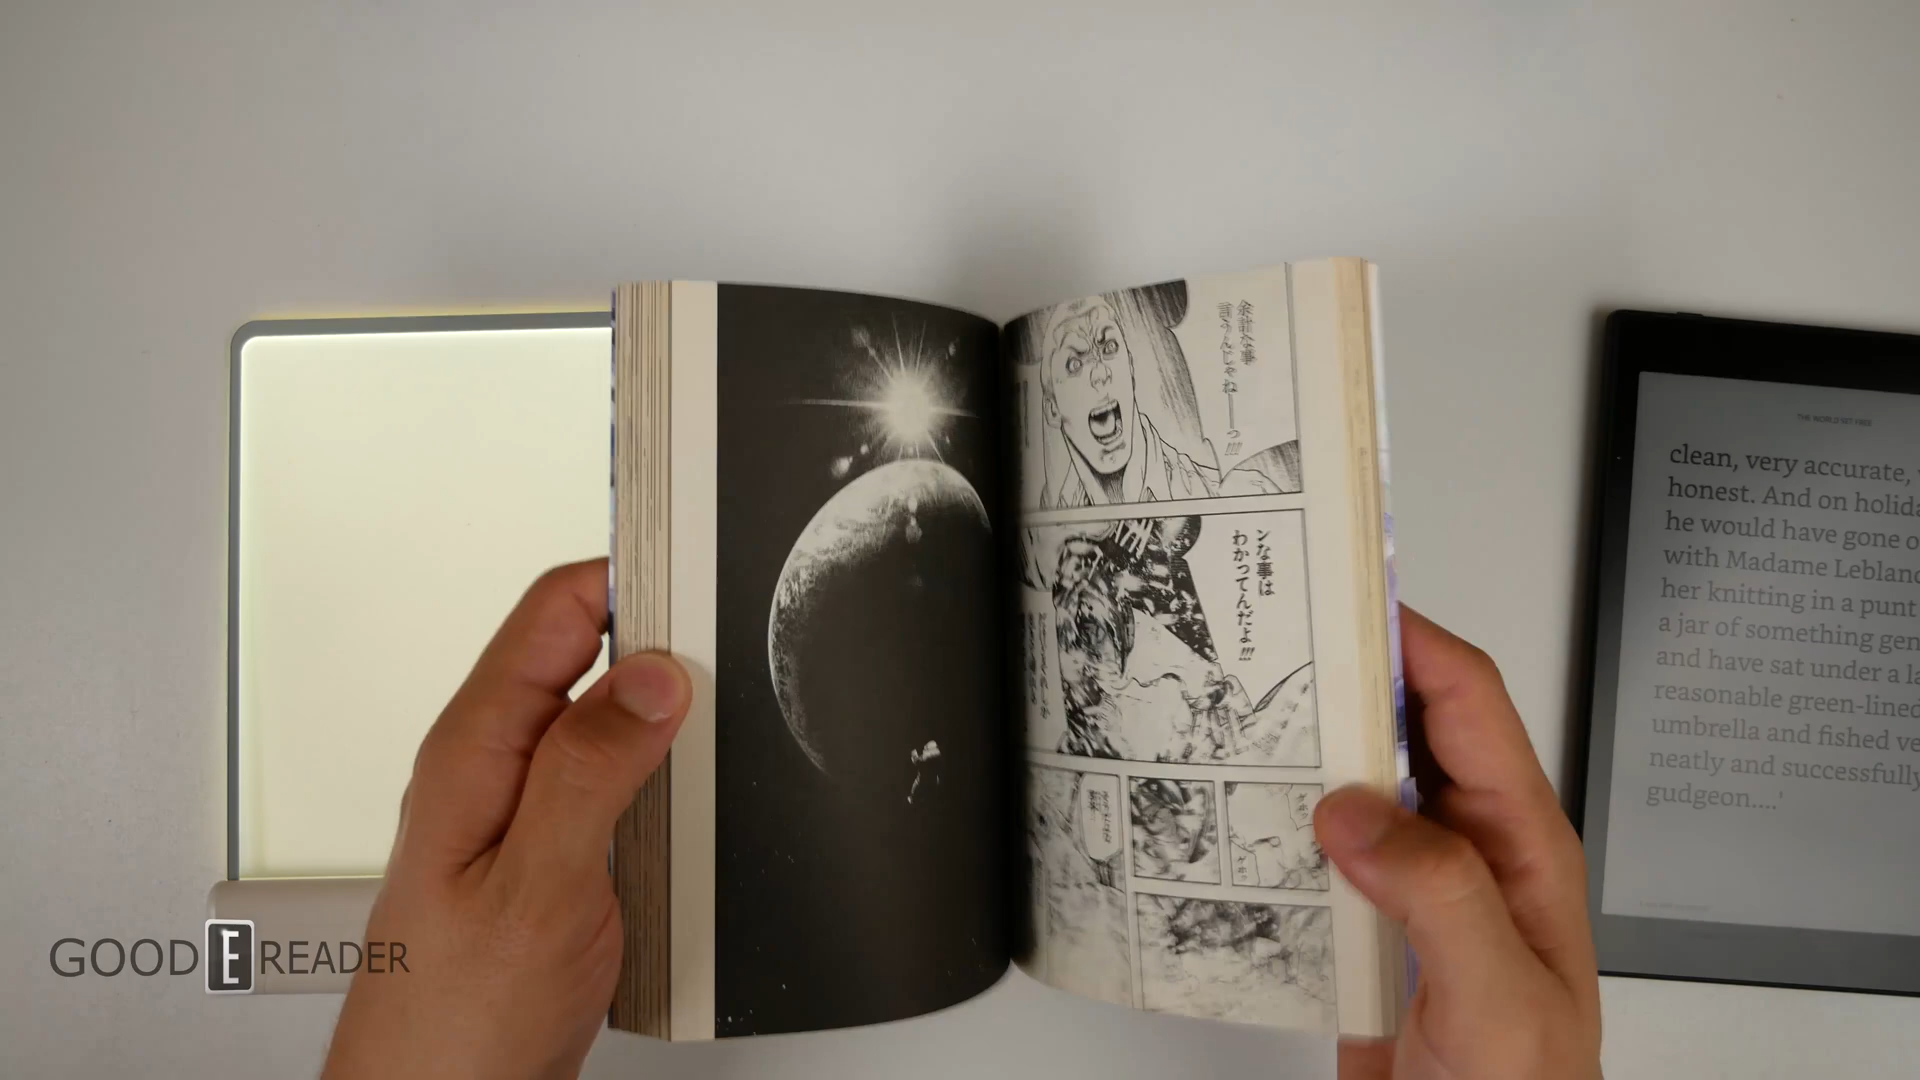 余計な事
言うんじゃねーーっ!!!
ンな事は
わかってんだよ!!!
THE WORLD SET FREE
clean, very accurate,
honest. And on holida
he would have gone o
with Madame Leblanc
her knitting in a punt
a jar of something gen
and have sat under a la
reasonable green-lined
umbrella and fished ve
neatly and successfully
gudgeon....'
GOOD E READER